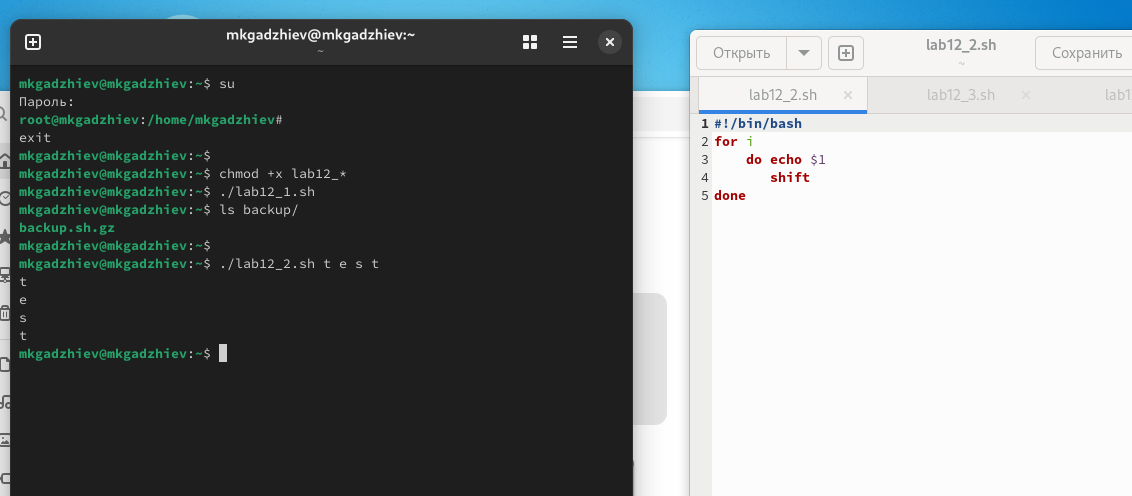 mkgadzhiev@mkgadzhiev:~
~
mkgadzhiev@mkgadzhiev:~$ su
Пароль:
root@mkgadzhiev:/home/mkgadzhiev#
exit
mkgadzhiev@mkgadzhiev:~$
mkgadzhiev@mkgadzhiev:~$ chmod +x lab12_*
mkgadzhiev@mkgadzhiev:~$ ./lab12_1.sh
mkgadzhiev@mkgadzhiev:~$ ls backup/
backup.sh.gz
mkgadzhiev@mkgadzhiev:~$
mkgadzhiev@mkgadzhiev:~$ ./lab12_2.sh t e s t
t
e
s
t
mkgadzhiev@mkgadzhiev:~$
Открыть
lab12_2.sh
~
Сохранить
lab12_2.sh × lab12_3.sh × lab1
1 #!/bin/bash
2 for i
3     do echo $1
4        shift
5 done